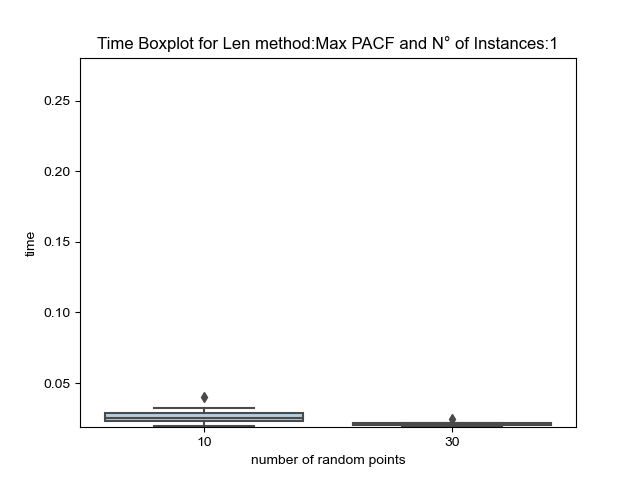 Time Boxplot for Len method:Max PACF and N° of Instances:1
0.25
0.20
0.15
0.10
0.05
time
10
30
number of random points